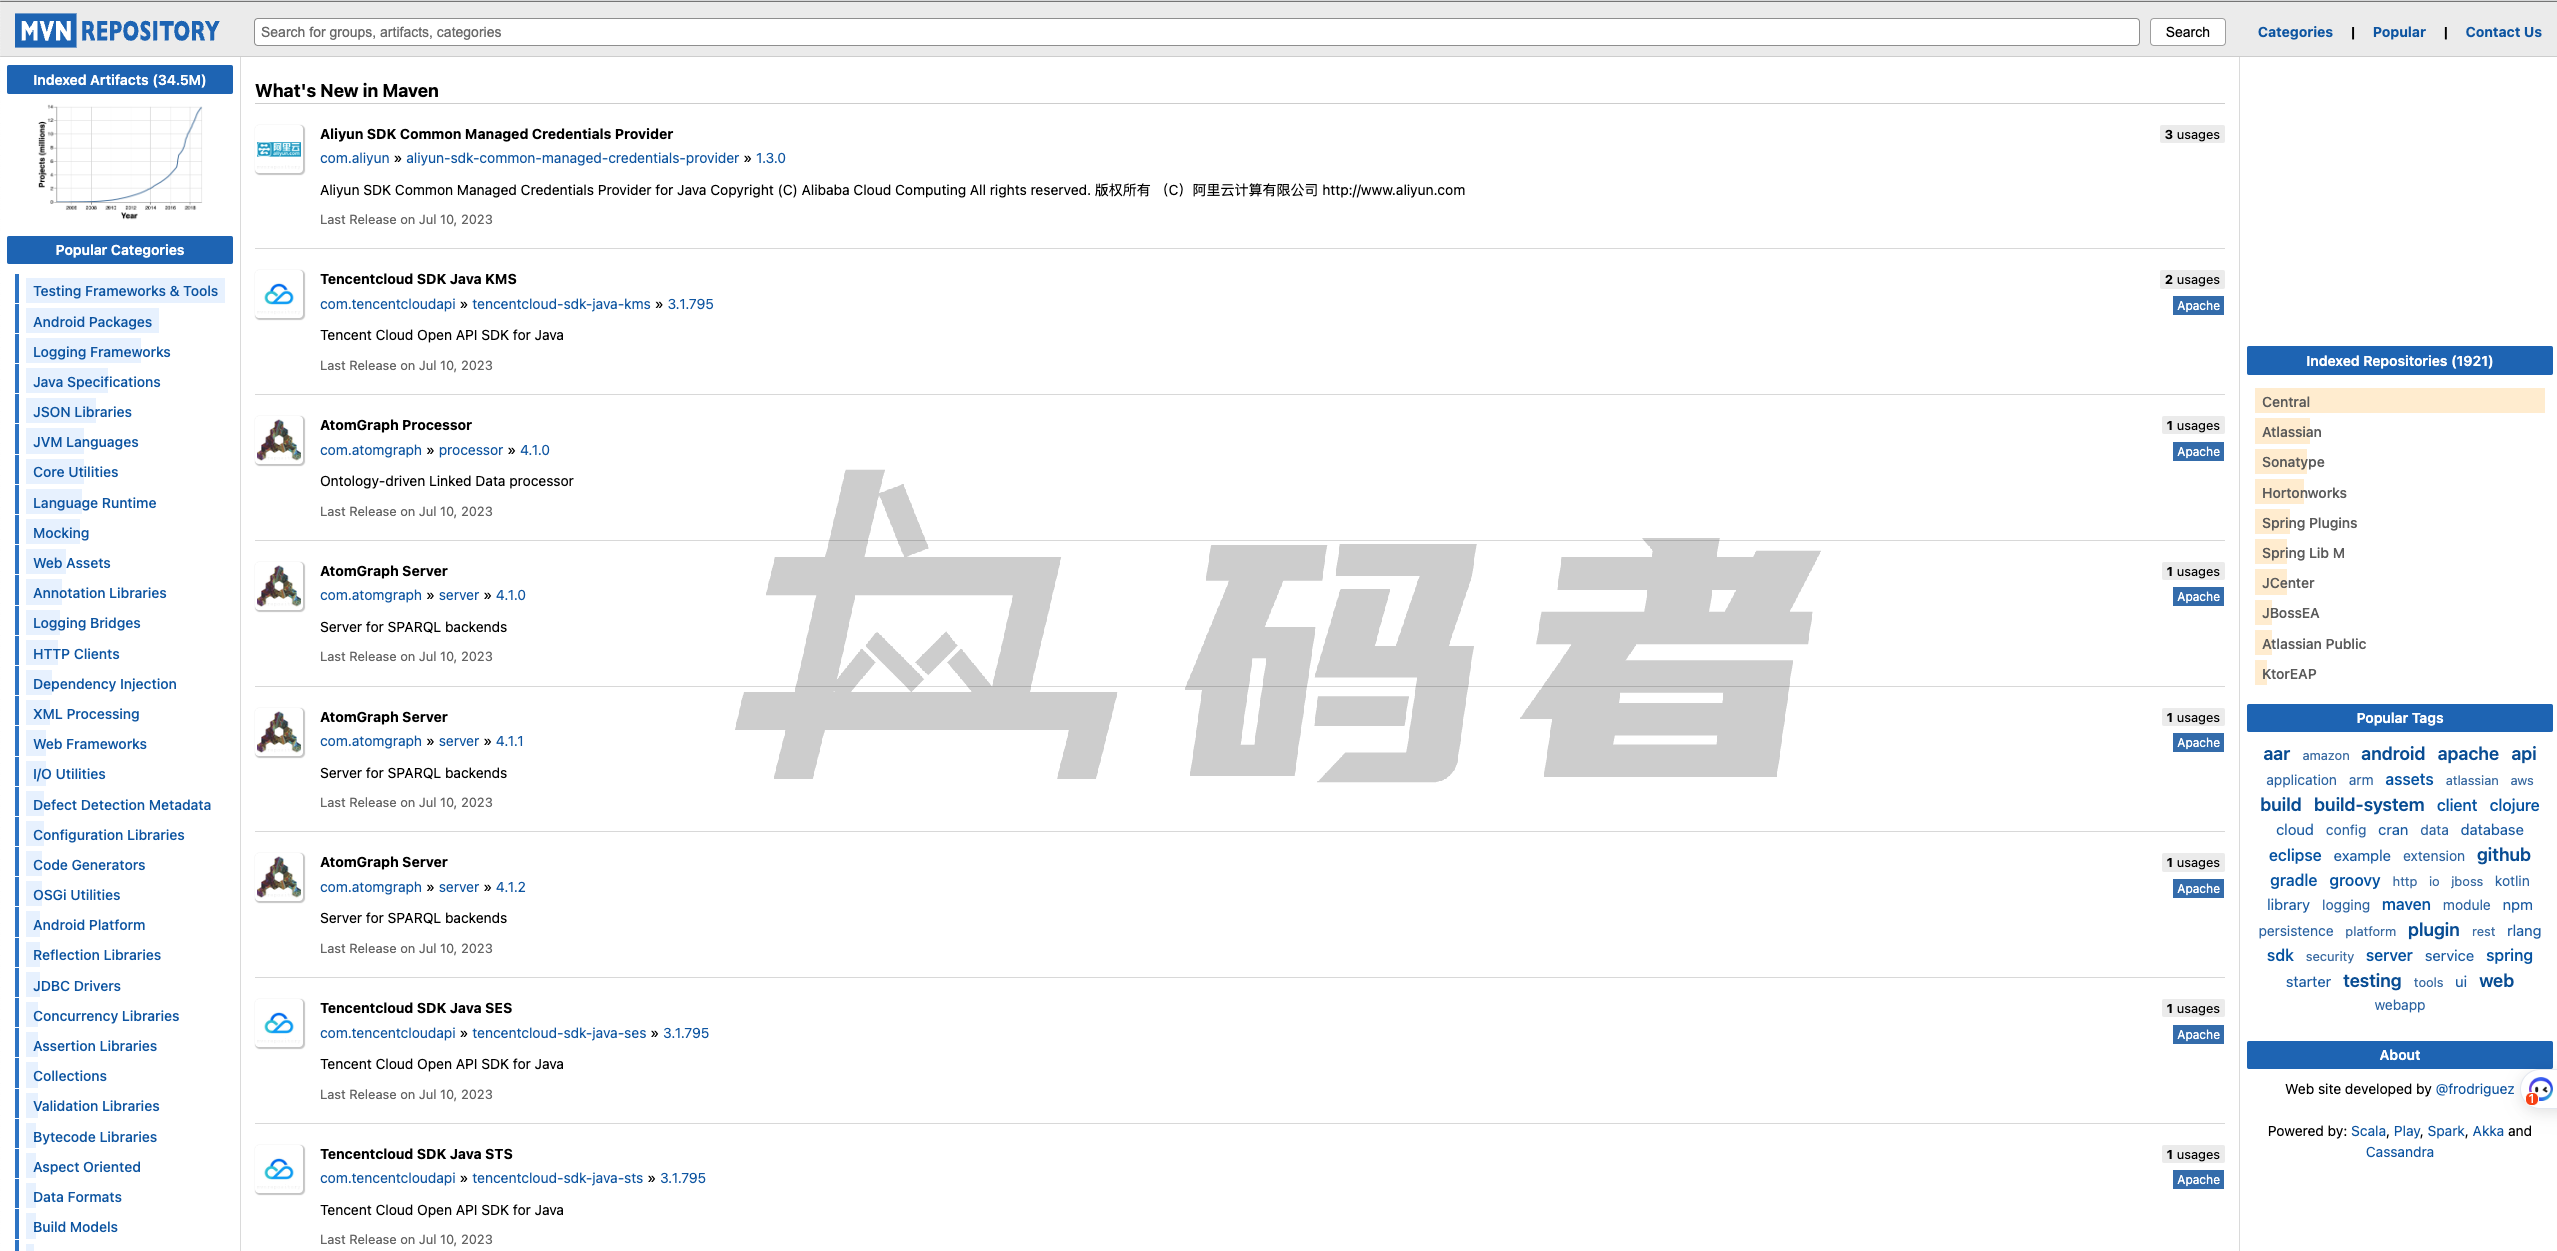 MVN REPOSITORY
Search for groups, artifacts, categories
Search
Categories | Popular | Contact Us
Indexed Artifacts (34.5M)
Projects (millions)
Year
Popular Categories
Testing Frameworks & Tools
Android Packages
Logging Frameworks
Java Specifications
JSON Libraries
JVM Languages
Core Utilities
Language Runtime
Mocking
Web Assets
Annotation Libraries
Logging Bridges
HTTP Clients
Dependency Injection
XML Processing
Web Frameworks
I/O Utilities
Defect Detection Metadata
Configuration Libraries
Code Generators
OSGi Utilities
Android Platform
Reflection Libraries
JDBC Drivers
Concurrency Libraries
Assertion Libraries
Collections
Validation Libraries
Bytecode Libraries
Aspect Oriented
Data Formats
Build Models
What's New in Maven
Aliyun SDK Common Managed Credentials Provider
3 usages
com.aliyun » aliyun-sdk-common-managed-credentials-provider » 1.3.0
Aliyun SDK Common Managed Credentials Provider for Java Copyright (C) Alibaba Cloud Computing All rights reserved. 版权所有 （C）阿里云计算有限公司 http://www.aliyun.com
Last Release on Jul 10, 2023
Tencentcloud SDK Java KMS
2 usages
com.tencentcloudapi » tencentcloud-sdk-java-kms » 3.1.795
Apache
Tencent Cloud Open API SDK for Java
Last Release on Jul 10, 2023
AtomGraph Processor
1 usages
com.atomgraph » processor » 4.1.0
Apache
Ontology-driven Linked Data processor
Last Release on Jul 10, 2023
AtomGraph Server
1 usages
com.atomgraph » server » 4.1.0
Apache
Server for SPARQL backends
Last Release on Jul 10, 2023
AtomGraph Server
1 usages
com.atomgraph » server » 4.1.1
Apache
Server for SPARQL backends
Last Release on Jul 10, 2023
AtomGraph Server
1 usages
com.atomgraph » server » 4.1.2
Apache
Server for SPARQL backends
Last Release on Jul 10, 2023
Tencentcloud SDK Java SES
1 usages
com.tencentcloudapi » tencentcloud-sdk-java-ses » 3.1.795
Apache
Tencent Cloud Open API SDK for Java
Last Release on Jul 10, 2023
Tencentcloud SDK Java STS
1 usages
com.tencentcloudapi » tencentcloud-sdk-java-sts » 3.1.795
Apache
Tencent Cloud Open API SDK for Java
Last Release on Jul 10, 2023
码者
Indexed Repositories (1921)
Central
Atlassian
Sonatype
Hortonworks
Spring Plugins
Spring Lib M
JCenter
JBossEA
Atlassian Public
KtorEAP
Popular Tags
aar amazon android apache api
application arm assets atlassian aws
build build-system client clojure
cloud config cran data database
eclipse example extension github
gradle groovy http io jboss kotlin
library logging maven module npm
persistence platform plugin rest rlang
sdk security server service spring
starter testing tools ui web
webapp
About
Web site developed by @frodriguez
1
Powered by: Scala, Play, Spark, Akka and
Cassandra